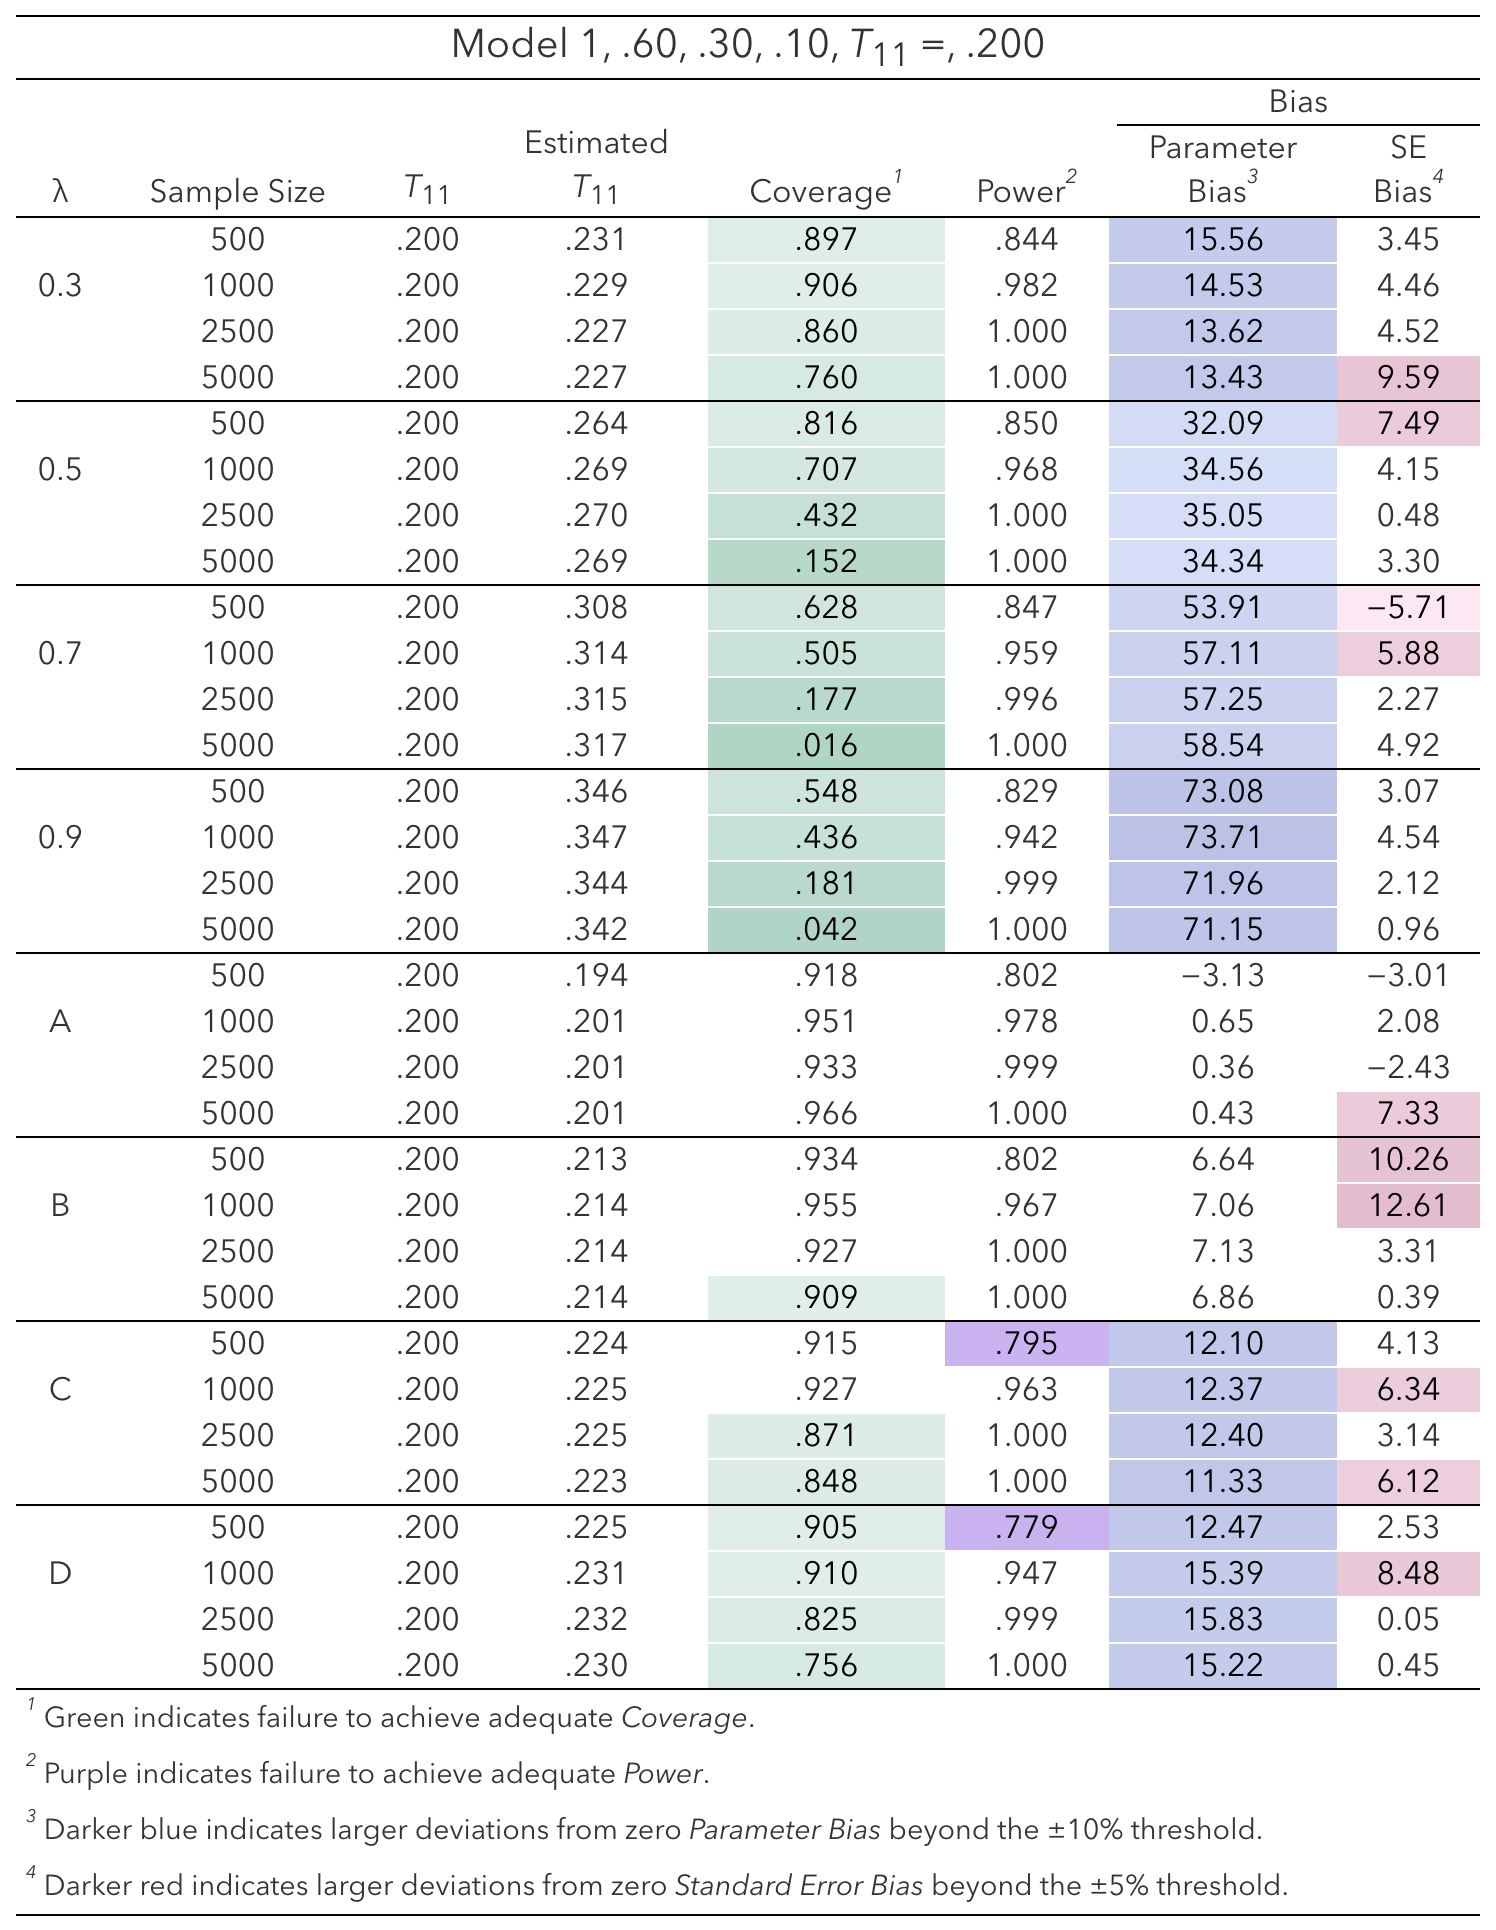 Model 1, .60, .30, .10, T11 =, .200
Bias
Estimated Parameter SE
λ Sample Size T11 T11 Coverage1 Power2 Bias3 Bias4
500 .200 .231 .897 .844 15.56 3.45
0.3 1000 .200 .229 .906 .982 14.53 4.46
2500 .200 .227 .860 1.000 13.62 4.52
5000 .200 .227 .760 1.000 13.43 9.59
500 .200 .264 .816 .850 32.09 7.49
0.5 1000 .200 .269 .707 .968 34.56 4.15
2500 .200 .270 .432 1.000 35.05 0.48
5000 .200 .269 .152 1.000 34.34 3.30
500 .200 .308 .628 .847 53.91 −5.71
0.7 1000 .200 .314 .505 .959 57.11 5.88
2500 .200 .315 .177 .996 57.25 2.27
5000 .200 .317 .016 1.000 58.54 4.92
500 .200 .346 .548 .829 73.08 3.07
0.9 1000 .200 .347 .436 .942 73.71 4.54
2500 .200 .344 .181 .999 71.96 2.12
5000 .200 .342 .042 1.000 71.15 0.96
500 .200 .194 .918 .802 −3.13 −3.01
A 1000 .200 .201 .951 .978 0.65 2.08
2500 .200 .201 .933 .999 0.36 −2.43
5000 .200 .201 .966 1.000 0.43 7.33
500 .200 .213 .934 .802 6.64 10.26
B 1000 .200 .214 .955 .967 7.06 12.61
2500 .200 .214 .927 1.000 7.13 3.31
5000 .200 .214 .909 1.000 6.86 0.39
500 .200 .224 .915 .795 12.10 4.13
C 1000 .200 .225 .927 .963 12.37 6.34
2500 .200 .225 .871 1.000 12.40 3.14
5000 .200 .223 .848 1.000 11.33 6.12
500 .200 .225 .905 .779 12.47 2.53
D 1000 .200 .231 .910 .947 15.39 8.48
2500 .200 .232 .825 .999 15.83 0.05
5000 .200 .230 .756 1.000 15.22 0.45
1 Green indicates failure to achieve adequate Coverage.
2 Purple indicates failure to achieve adequate Power.
3 Darker blue indicates larger deviations from zero Parameter Bias beyond the ±10% threshold.
4 Darker red indicates larger deviations from zero Standard Error Bias beyond the ±5% threshold.